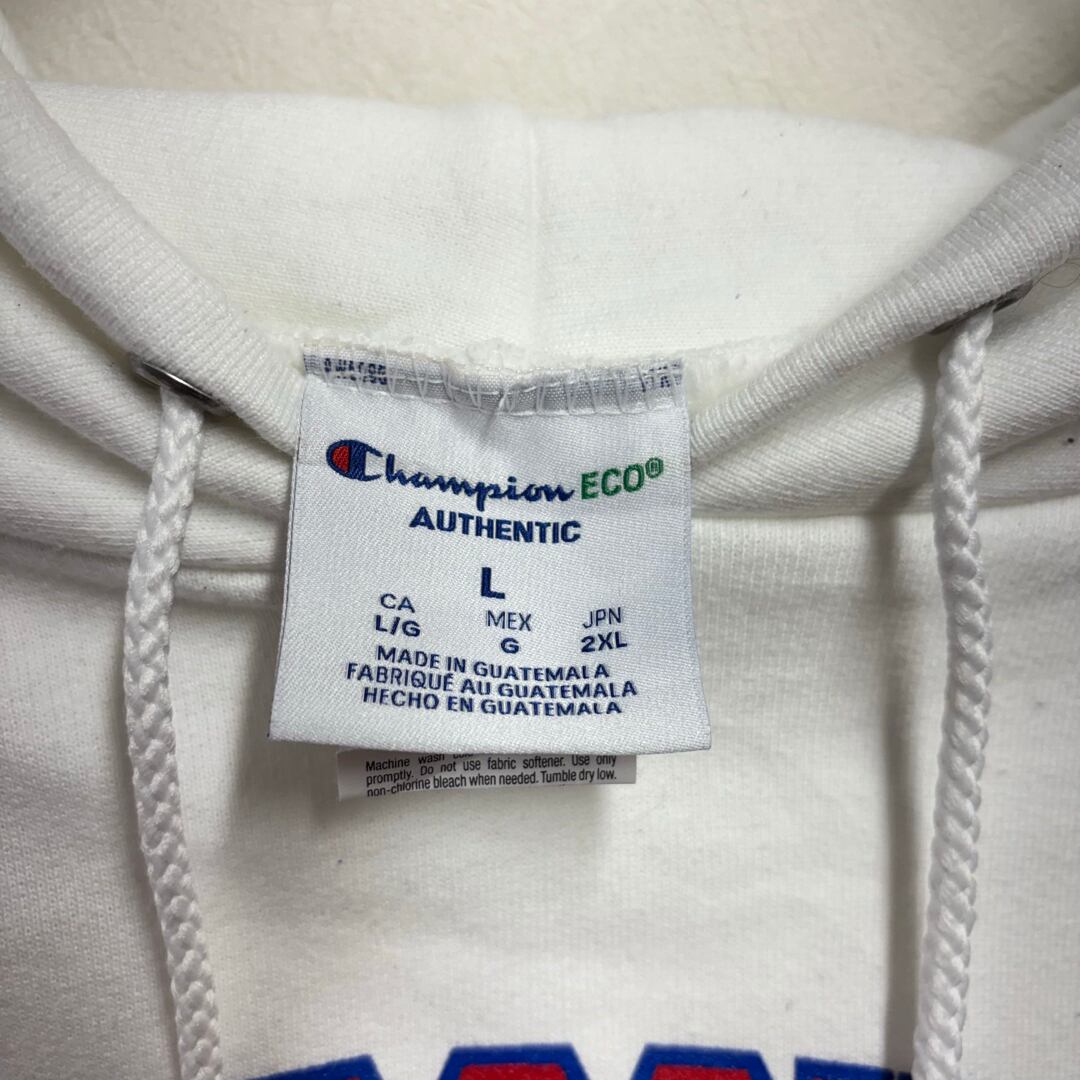 Champion ECO®
AUTHENTIC
L
CA MEX JPN
L/G G 2XL
MADE IN GUATEMALA
FABRIQUÉ AU GUATEMALA
HECHO EN GUATEMALA
Machine wash
promptly. Do not use fabric softener. Use only
non-chlorine bleach when needed. Tumble dry low.